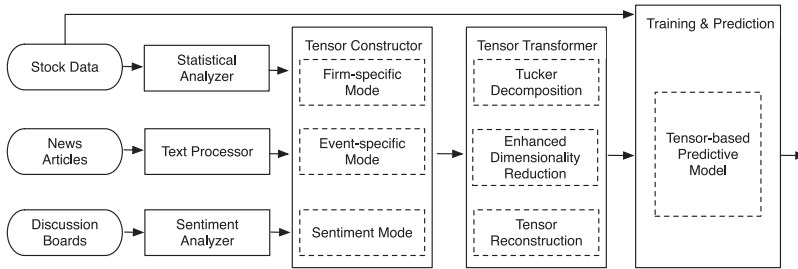 Stock Data
Statistical
Analyzer
News
Articles
Text Processor
Discussion
Boards
Sentiment
Analyzer
Tensor Constructor
Firm-specific
Mode
Event-specific
Mode
Sentiment Mode
Tensor Transformer
Tucker
Decomposition
Enhanced
Dimensionality
Reduction
Tensor
Reconstruction
Training & Prediction
Tensor-based
Predictive
Model